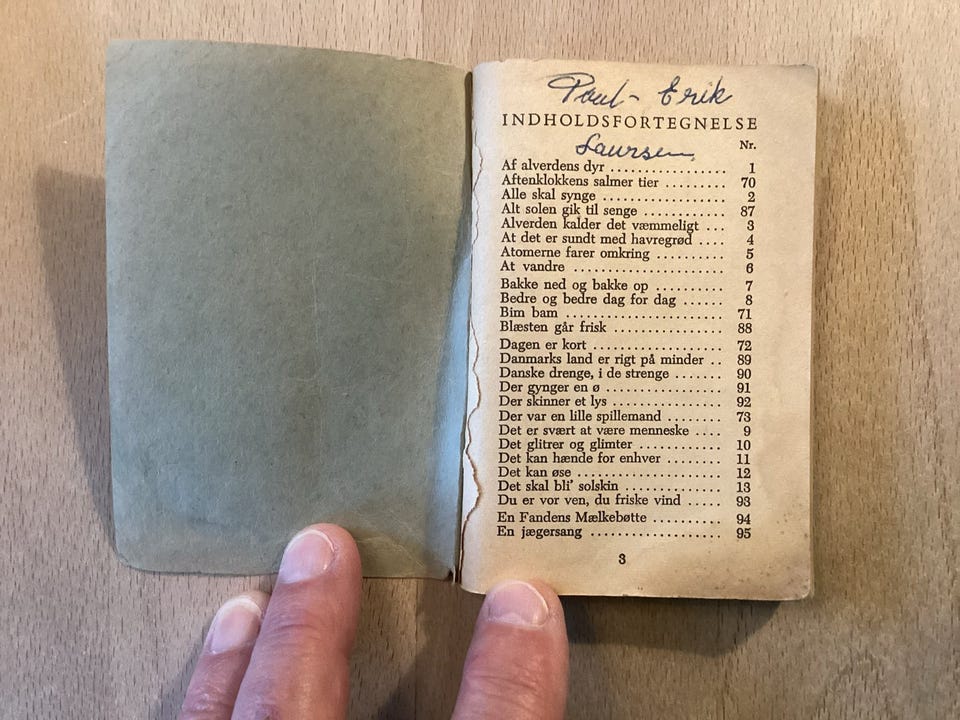 Poul-Erik
INDHOLDSFORTEGNELSE
Laursen
Nr.
Af alverdens dyr ................. 1
Aftenklokkens salmer tier ......... 70
Alle skal synge .................. 2
Alt solen gik til senge ............ 87
Alverden kalder det væmmeligt ... 3
At det er sundt med havregrød .... 4
Atomerne farer omkring .......... 5
At vandre ...................... 6
Bakke ned og bakke op .......... 7
Bedre og bedre dag for dag ...... 8
Bim bam ....................... 71
Blæsten går frisk ................ 88
Dagen er kort ................... 72
Danmarks land er rigt på minder .. 89
Danske drenge, i de strenge ....... 90
Der gynger en ø ................. 91
Der skinner et lys ................ 92
Der var en lille spillemand ........ 73
Det er svært at være menneske .... 9
Det glitrer og glimter ............ 10
Det kan hænde for enhver ........ 11
Det kan øse ..................... 12
Det skal bli' solskin .............. 13
Du er vor ven, du friske vind ..... 93
En Fandens Mælkebøtte .......... 94
En jægersang ................... 95
3